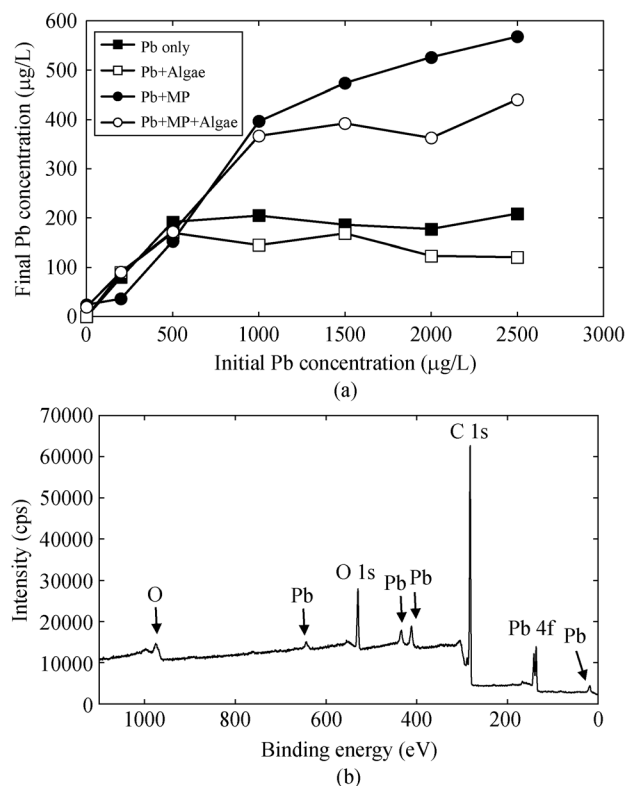 600
500
400
300
200
100
0
Final Pb concentration (µg/L)
Pb only
Pb+Algae
Pb+MP
Pb+MP+Algae
0 500 1000 1500 2000 2500 3000
Initial Pb concentration (µg/L)
(a)
70000
60000
50000
40000
30000
20000
10000
0
Intensity (cps)
C 1s
O
Pb
O 1s
Pb
Pb
Pb 4f
Pb
1000 800 600 400 200 0
Binding energy (eV)
(b)